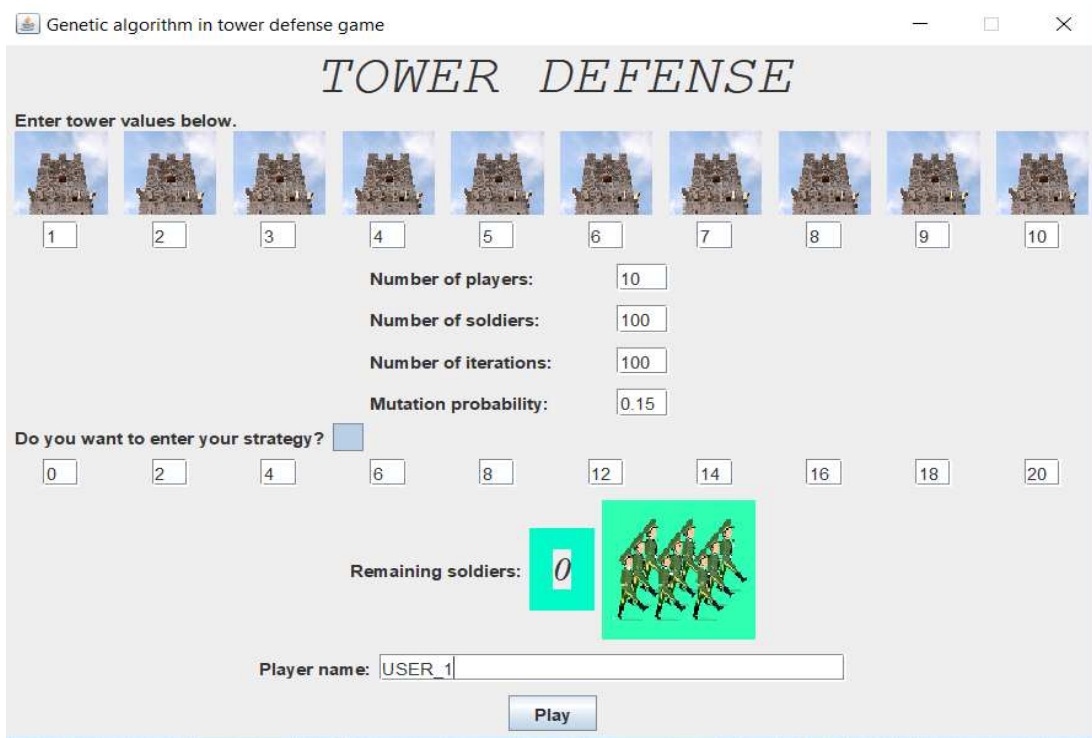 Genetic algorithm in tower defense game
TOWER DEFENSE
Enter tower values below.
1 2 3 4 5 6 7 8 9 10
Number of players: 10
Number of soldiers: 100
Number of iterations: 100
Mutation probability: 0.15
Do you want to enter your strategy?
0 2 4 6 8 12 14 16 18 20
Remaining soldiers: 0
Player name: USER_1
Play